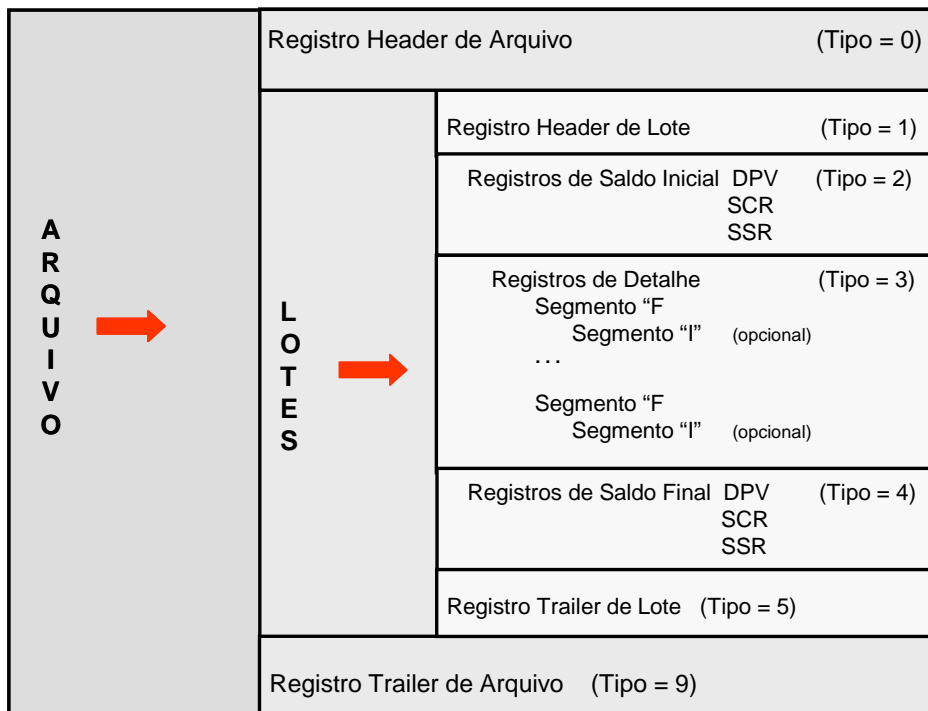 Registro Header de Arquivo (Tipo = 0)
ARQUIVO
LOTES
Registro Header de Lote (Tipo = 1)
Registros de Saldo Inicial DPV (Tipo = 2)
SCR
SSR
Registros de Detalhe (Tipo = 3)
Segmento “F
Segmento “I” (opcional)
. . .
Segmento “F
Segmento “I” (opcional)
Registros de Saldo Final DPV (Tipo = 4)
SCR
SSR
Registro Trailer de Lote (Tipo = 5)
Registro Trailer de Arquivo (Tipo = 9)